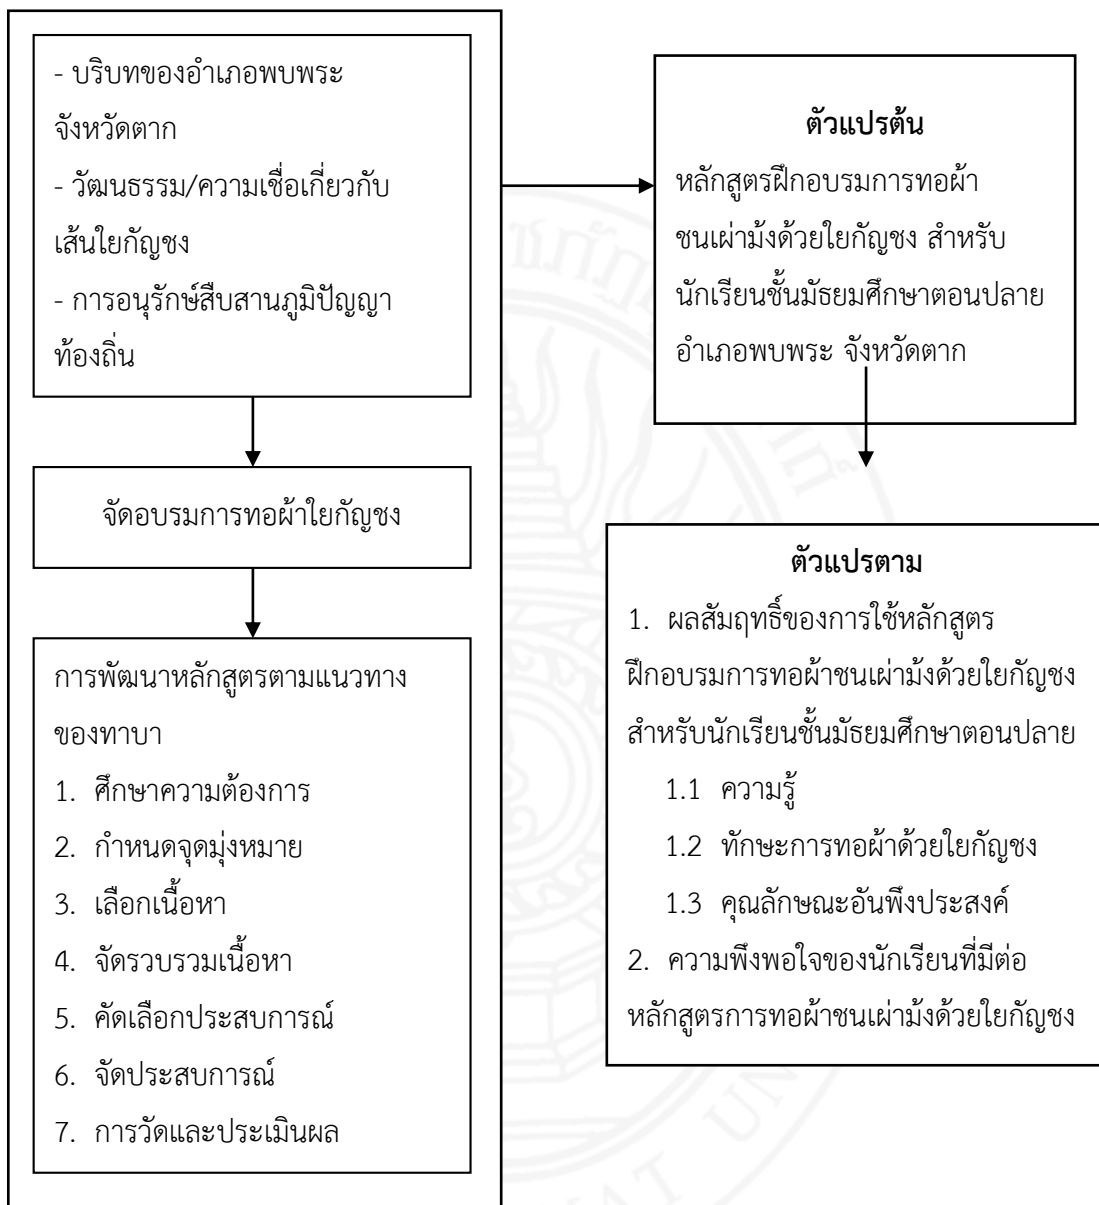 - บริบทของอำเภอพบพระ
จังหวัดตาก
- วัฒนธรรม/ความเชื่อเกี่ยวกับ
เส้นใยกัญชง
- การอนุรักษ์สืบสานภูมิปัญญา
ท้องถิ่น
จัดอบรมการทอผ้าใยกัญชง
การพัฒนาหลักสูตรตามแนวทาง
ของทาบา
1. ศึกษาความต้องการ
2. กำหนดจุดมุ่งหมาย
3. เลือกเนื้อหา
4. จัดรวบรวมเนื้อหา
5. คัดเลือกประสบการณ์
6. จัดประสบการณ์
7. การวัดและประเมินผล
ตัวแปรต้น
หลักสูตรฝึกอบรมการทอผ้า
ชนเผ่าม้งด้วยใยกัญชง สำหรับ
นักเรียนชั้นมัธยมศึกษาตอนปลาย
อำเภอพบพระ จังหวัดตาก
ตัวแปรตาม
1. ผลสัมฤทธิ์ของการใช้หลักสูตร
ฝึกอบรมการทอผ้าชนเผ่าม้งด้วยใยกัญชง
สำหรับนักเรียนชั้นมัธยมศึกษาตอนปลาย
1.1 ความรู้
1.2 ทักษะการทอผ้าด้วยใยกัญชง
1.3 คุณลักษณะอันพึงประสงค์
2. ความพึงพอใจของนักเรียนที่มีต่อ
หลักสูตรการทอผ้าชนเผ่าม้งด้วยใยกัญชง